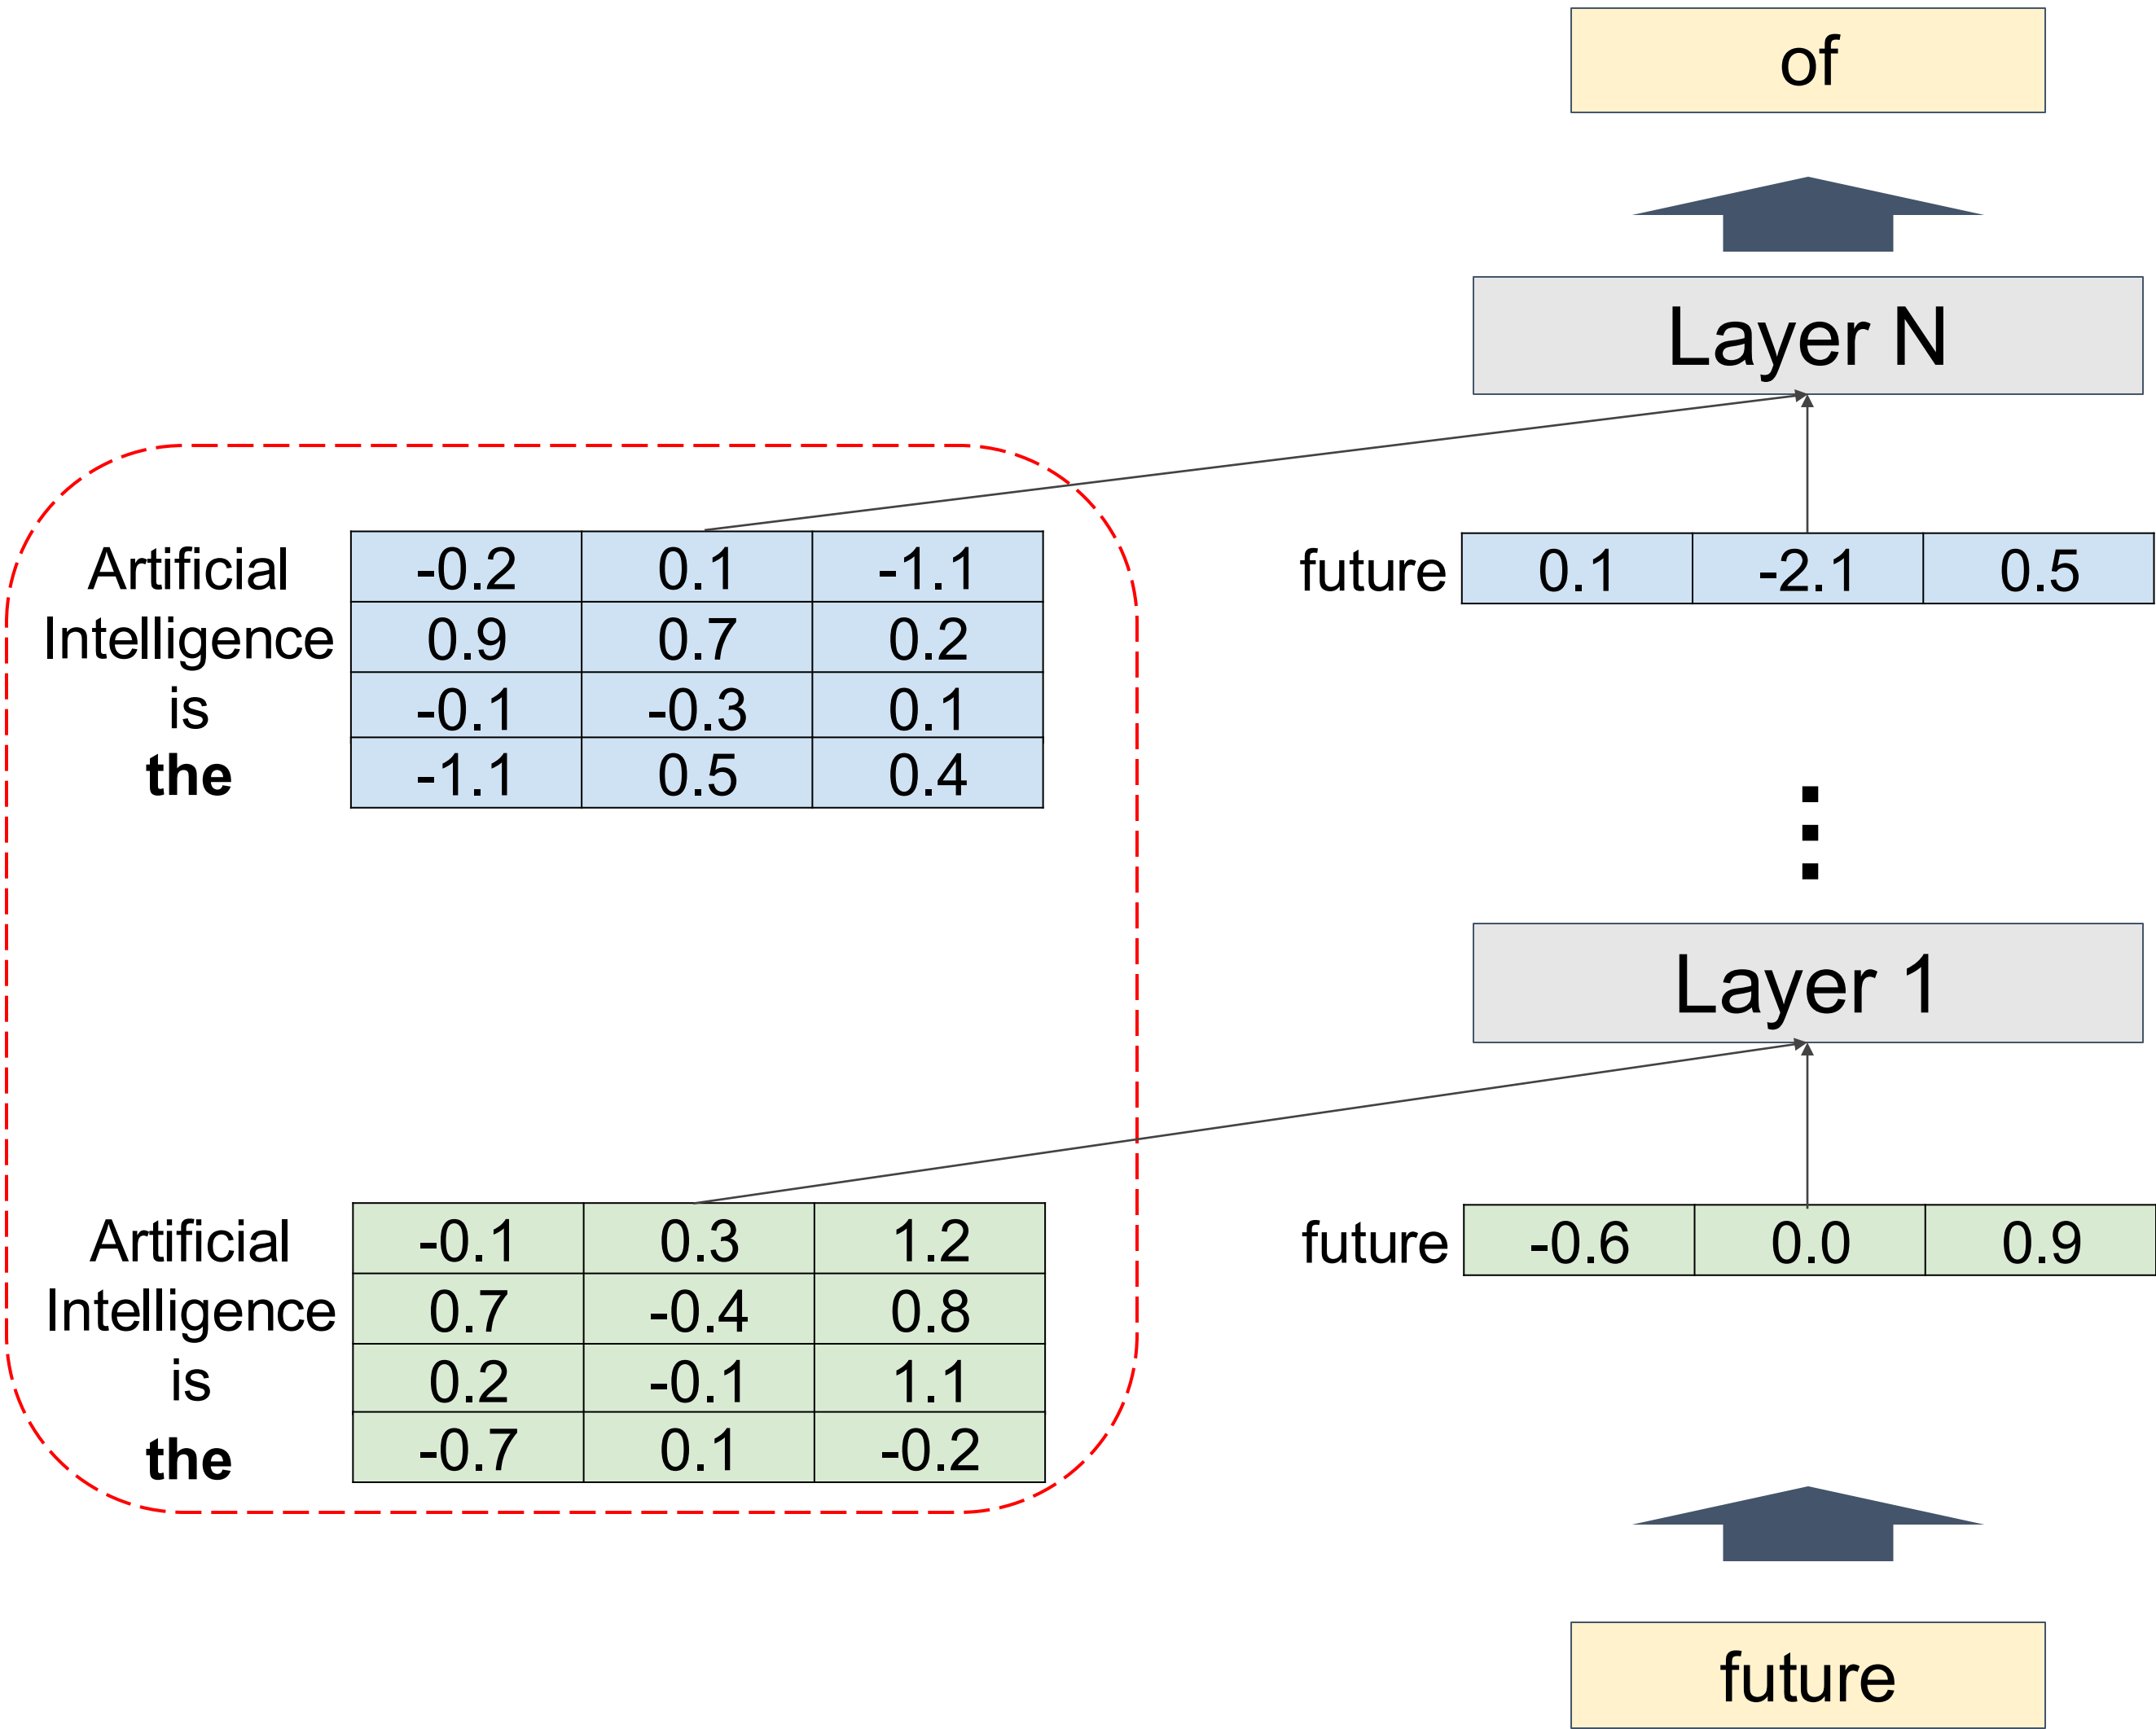 of
Layer N
Artificial -0.2 0.1 -1.1
Intelligence 0.9 0.7 0.2
is -0.1 -0.3 0.1
the -1.1 0.5 0.4
future 0.1 -2.1 0.5
Layer 1
Artificial -0.1 0.3 1.2
Intelligence 0.7 -0.4 0.8
is 0.2 -0.1 1.1
the -0.7 0.1 -0.2
future -0.6 0.0 0.9
future